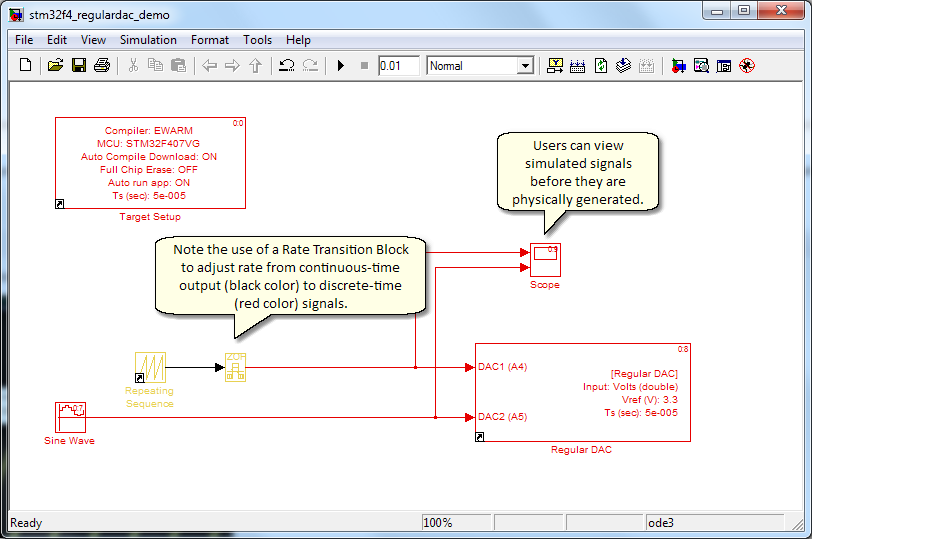 stm32f4_regulardac_demo
File Edit View Simulation Format Tools Help
0.01 Normal
0:0
Compiler: EWARM
MCU: STM32F407VG
Auto Compile Download: ON
Full Chip Erase: OFF
Auto run app: ON
Ts (sec): 5e-005
Target Setup
Users can view
simulated signals
before they are
physically generated.
Note the use of a Rate Transition Block
to adjust rate from continuous-time
output (black color) to discrete-time
(red color) signals.
0:9
Scope
Repeating
Sequence
ZOH
0:7
Sine Wave
0:8
DAC1 (A4)
DAC2 (A5)
[Regular DAC]
Input: Volts (double)
Vref (V): 3.3
Ts (sec): 5e-005
Regular DAC
Ready 100% ode3